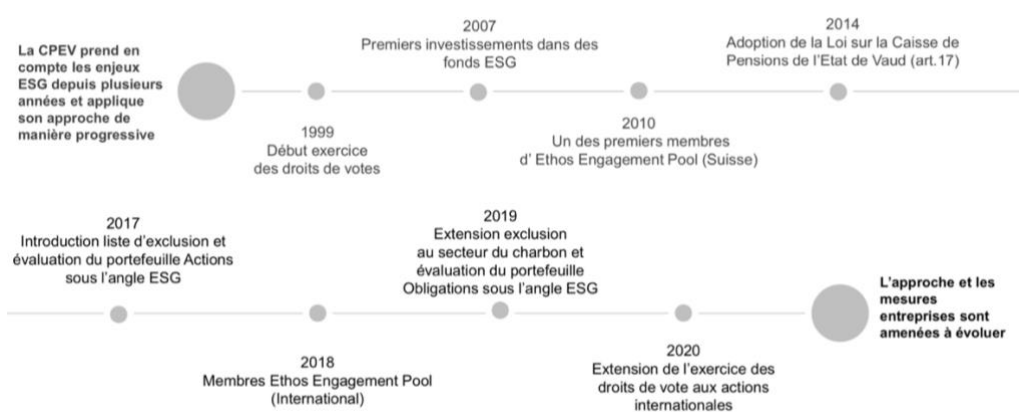 La CPEV prend en
compte les enjeux
ESG depuis plusieurs
années et applique
son approche de
manière progressive
1999
Début exercice
des droits de votes
2007
Premiers investissements dans des
fonds ESG
2010
Un des premiers membres
d' Ethos Engagement Pool (Suisse)
2014
Adoption de la Loi sur la Caisse de
Pensions de l'Etat de Vaud (art.17)
2017
Introduction liste d'exclusion et
évaluation du portefeuille Actions
sous l'angle ESG
2018
Membres Ethos Engagement Pool
(International)
2019
Extension exclusion
au secteur du charbon et
évaluation du portefeuille
Obligations sous l'angle ESG
2020
Extension de l'exercice des
droits de vote aux actions
internationales
L'approche et les
mesures
entreprises sont
amenées à évoluer